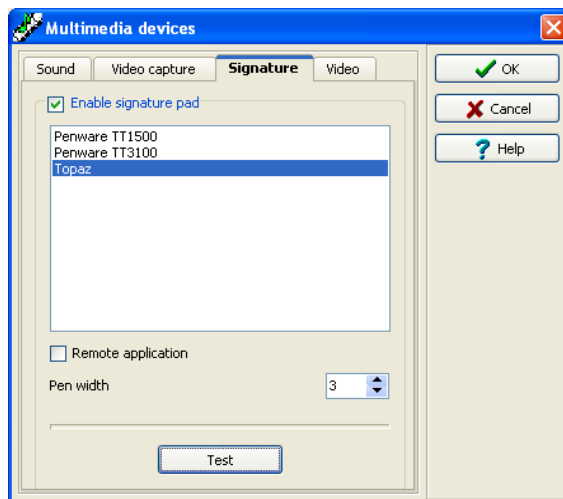 Multimedia devices
Sound
Video capture
Signature
Video
Enable signature pad
Penware TT1500
Penware TT3100
Topaz
Remote application
Pen width
3
Test
OK
Cancel
? Help